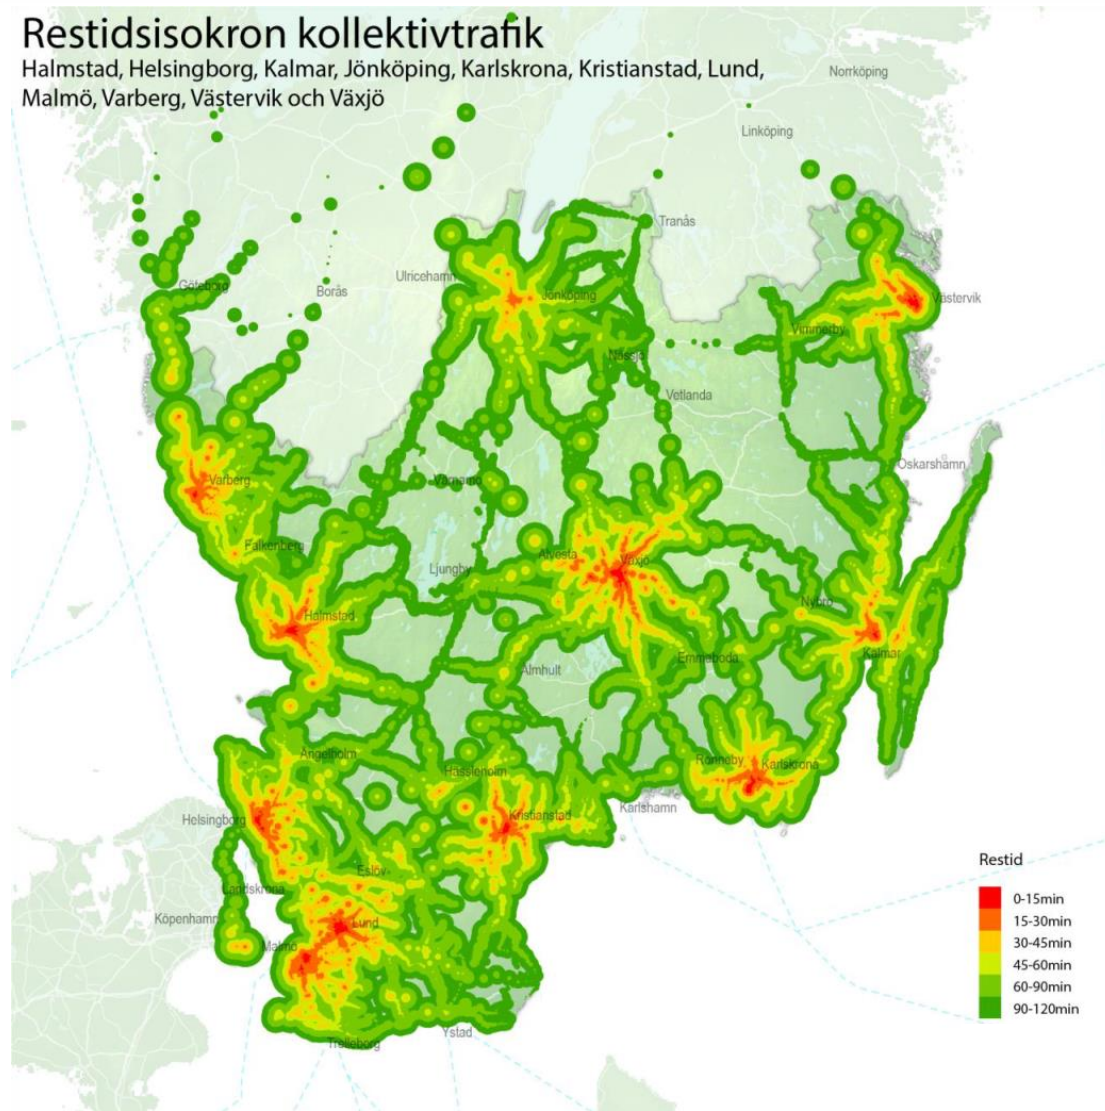 Restidsisokron kollektivtrafik
Halmstad, Helsingborg, Kalmar, Jönköping, Karlskrona, Kristianstad, Lund,
Malmö, Varberg, Västervik och Växjö
Norrköping
Linköping
Tranås
Ulricehamn
Göteborg
Borås
Jönköping
Västervik
Vimmerby
Nässjö
Vetlanda
Oskarshamn
Värnamo
Varberg
Falkenberg
Alvesta
Växjö
Ljungby
Nybro
Halmstad
Kalmar
Emmaboda
Älmhult
Ängelholm
Hässleholm
Ronneby
Karlskrona
Karlshamn
Helsingborg
Kristianstad
Eslöv
Landskrona
Köpenhamn
Lund
Malmö
Ystad
Trelleborg
Restid
0-15min
15-30min
30-45min
45-60min
60-90min
90-120min